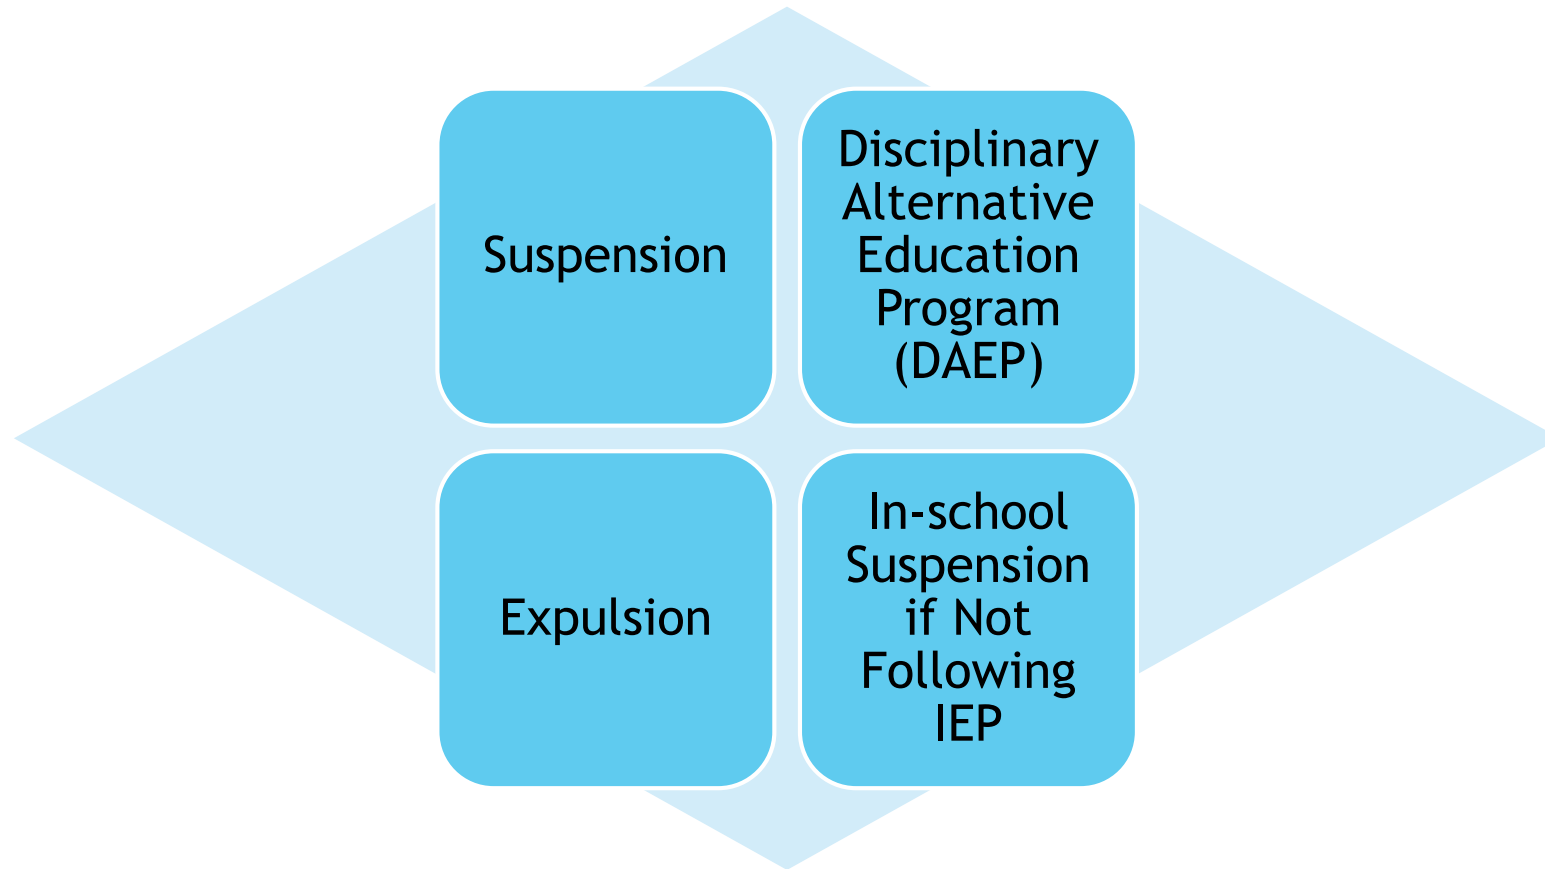 Suspension
Disciplinary
Alternative
Education
Program
(DAEP)
Expulsion
In-school
Suspension
if Not
Following
IEP